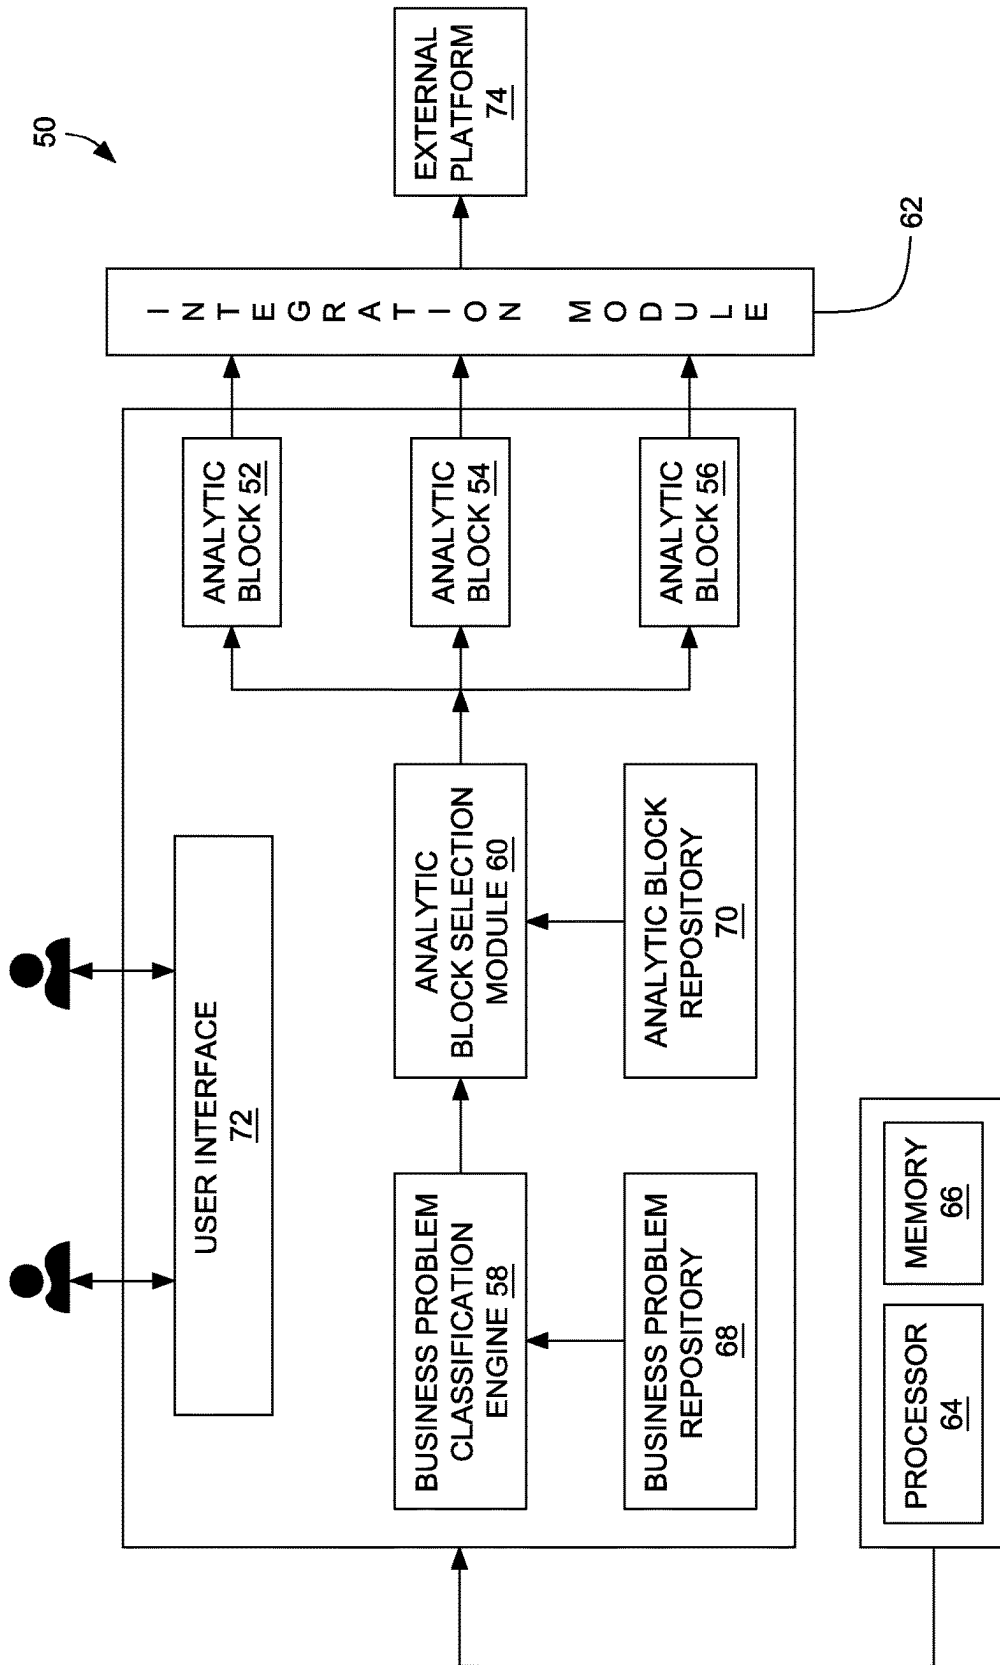 50
USER INTERFACE
72
BUSINESS PROBLEM
CLASSIFICATION
ENGINE 58
BUSINESS PROBLEM
REPOSITORY
68
ANALYTIC
BLOCK SELECTION
MODULE 60
ANALYTIC BLOCK
REPOSITORY
70
ANALYTIC
BLOCK 52
ANALYTIC
BLOCK 54
ANALYTIC
BLOCK 56
INTEGRATION MODULE
62
EXTERNAL
PLATFORM
74
PROCESSOR
64
MEMORY
66